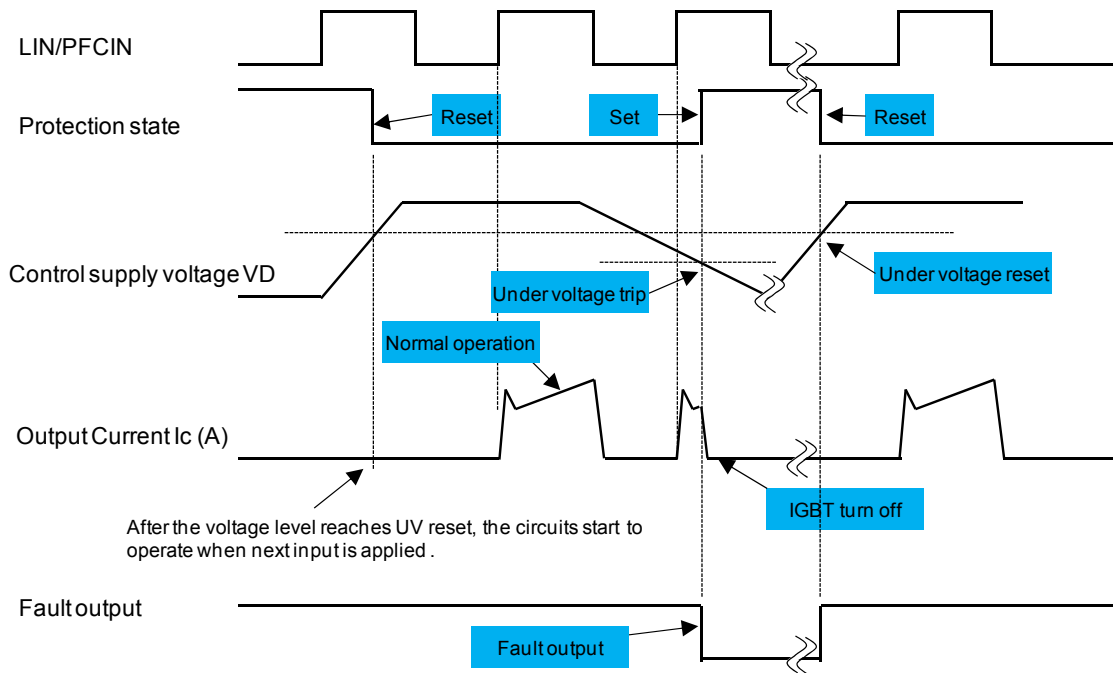 LIN/PFCIN
Protection state
Reset
Set
Reset
Control supply voltage VD
Under voltage trip
Under voltage reset
Normal operation
Output Current Ic (A)
IGBT turn off
After the voltage level reaches UV reset, the circuits start to
operate when next input is applied .
Fault output
Fault output